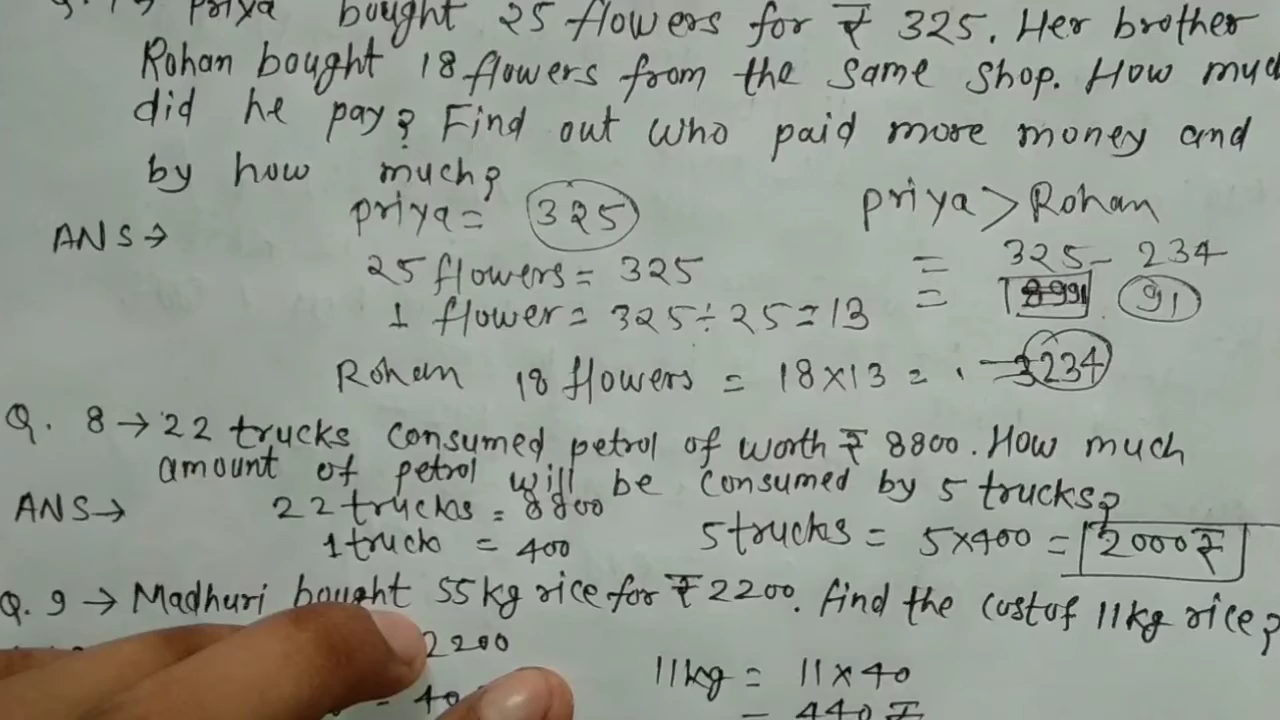 Priya bought 25 flowers for ₹ 325. Her brother
Rohan bought 18 flowers from the same shop. How
did he pay? Find out who paid more money and
by how much?
ANS→
priya = 325
25 flowers = 325
1 flower = 325÷25 = 13
Rohan 18 flowers = 18×13 = 234
priya > Rohan
= 325 - 234
= 91
Q. 8 → 22 trucks consumed petrol of worth ₹ 8800. How much
amount of petrol will be consumed by 5 trucks?
ANS→
22 trucks = 8800
1 truck = 400
5 trucks = 5×400 = 2000 ₹
Q. 9 → Madhuri bought 55 kg rice for ₹ 2200. find the cost of 11 kg rice?
2200
11 kg = 11 × 40
= 440 ₹